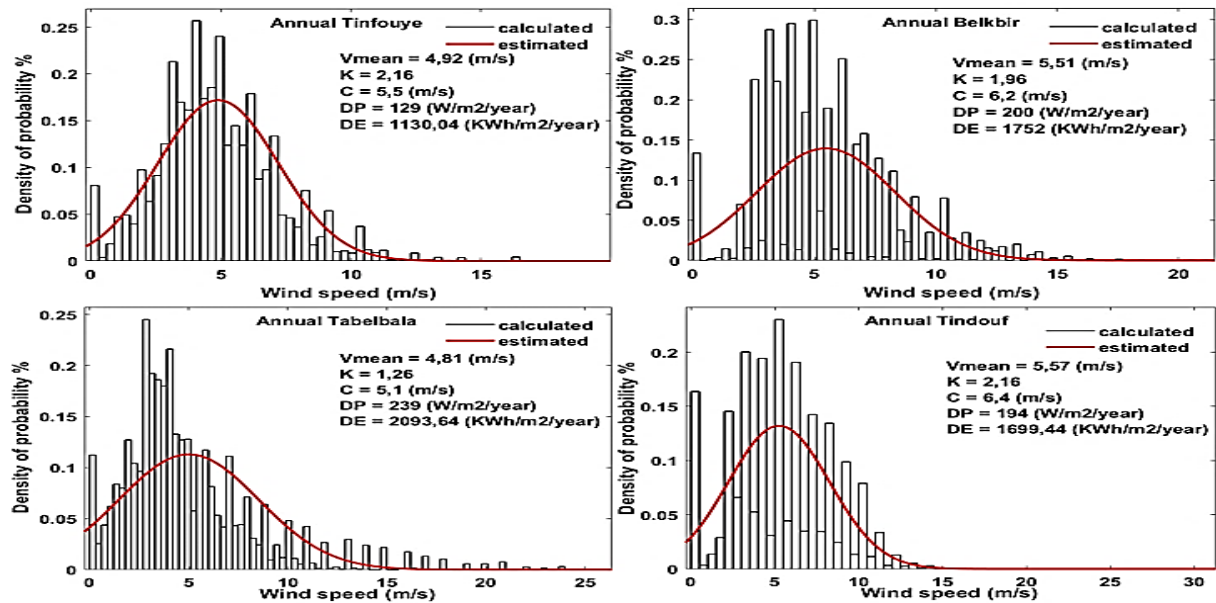 Annual Tinfouye
calculated
estimated
Vmean = 4,92 (m/s)
K = 2,16
C = 5,5 (m/s)
DP = 129 (W/m2/year)
DE = 1130,04 (KWh/m2/year)
Density of probability %
0.25
0.2
0.15
0.1
0.05
0
0 5 10 15
Wind speed (m/s)
Annual Belkbir
calculated
estimated
Vmean = 5,51 (m/s)
K = 1,96
C = 6,2 (m/s)
DP = 200 (W/m2/year)
DE = 1752 (KWh/m2/year)
Density of probability %
0.3
0.25
0.2
0.15
0.1
0.05
0
0 5 10 15 20
Wind speed (m/s)
Annual Tabelbala
calculated
estimated
Vmean = 4,81 (m/s)
K = 1,26
C = 5,1 (m/s)
DP = 239 (W/m2/year)
DE = 2093,64 (KWh/m2/year)
Density of probability %
0.25
0.2
0.15
0.1
0.05
0
0 5 10 15 20 25
Wind speed (m/s)
Annual Tindouf
calculated
estimated
Vmean = 5,57 (m/s)
K = 2,16
C = 6,4 (m/s)
DP = 194 (W/m2/year)
DE = 1699,44 (KWh/m2/year)
Density of probability %
0.2
0.15
0.1
0.05
0
0 5 10 15 20 25 30
Wind speed (m/s)